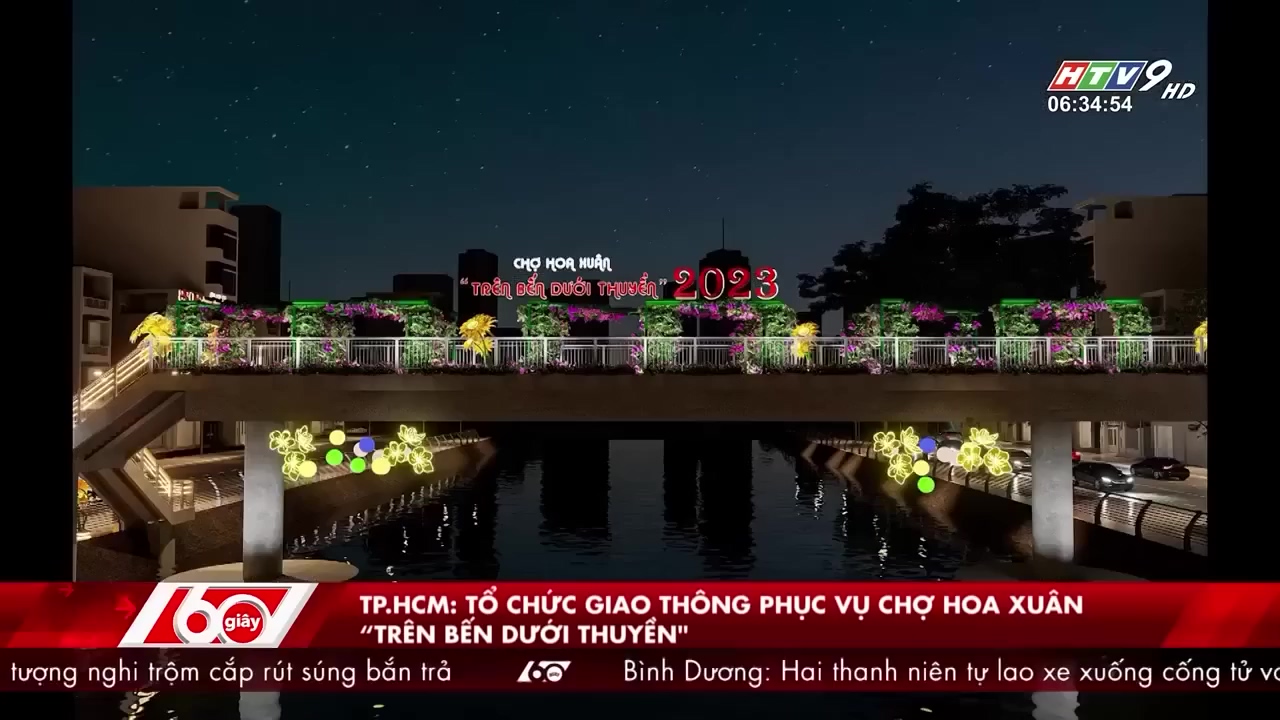 HTV9 HD
06:34:54
CHỢ HOA XUÂN
“TRÊN BẾN DƯỚI THUYỀN” 2023
60 giây
TP.HCM: TỔ CHỨC GIAO THÔNG PHỤC VỤ CHỢ HOA XUÂN
“TRÊN BẾN DƯỚI THUYỀN"
tượng nghi trộm cắp rút súng bắn trả 60 giây Bình Dương: Hai thanh niên tự lao xe xuống cống tử